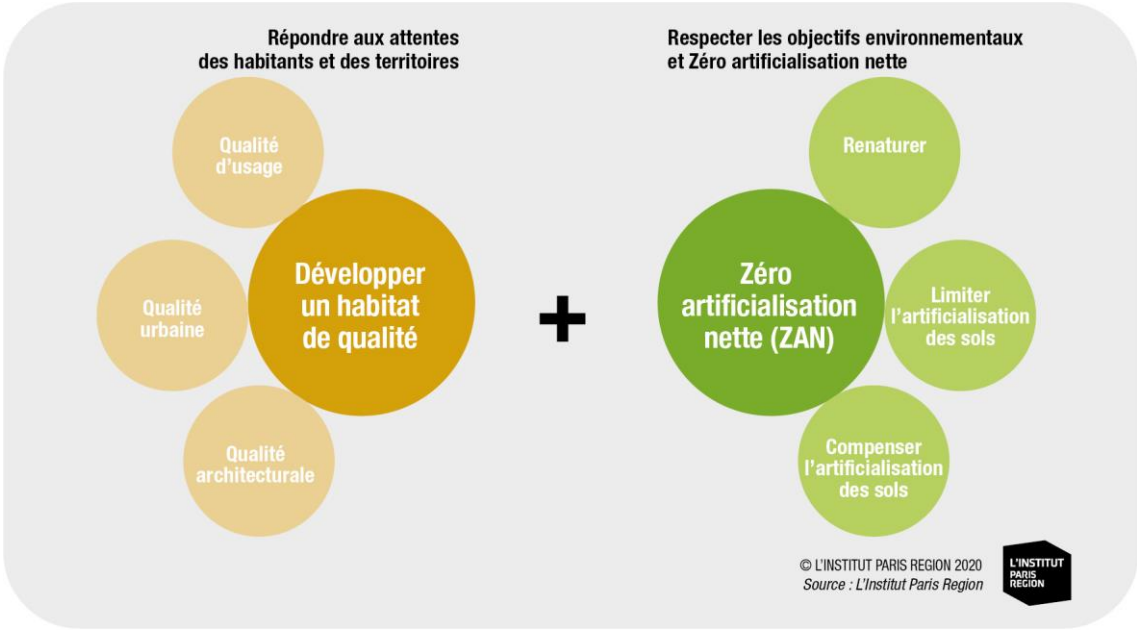 Répondre aux attentes
des habitants et des territoires
Qualité
d'usage
Qualité
urbaine
Qualité
architecturale
Développer
un habitat
de qualité
+
Respecter les objectifs environnementaux
et Zéro artificialisation nette
Zéro
artificialisation
nette (ZAN)
Renaturer
Limiter
l'artificialisation
des sols
Compenser
l'artificialisation
des sols
© L'INSTITUT PARIS REGION 2020
Source : L'Institut Paris Region
L'INSTITUT
PARIS
REGION